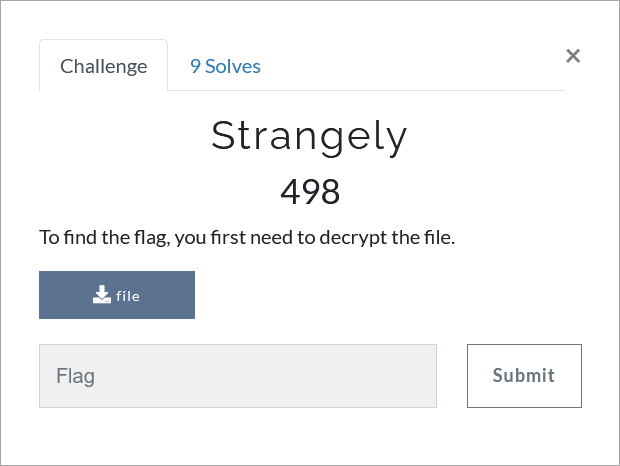 Challenge
9 Solves
×
Strangely
498
To find the flag, you first need to decrypt the file.
file
Flag
Submit